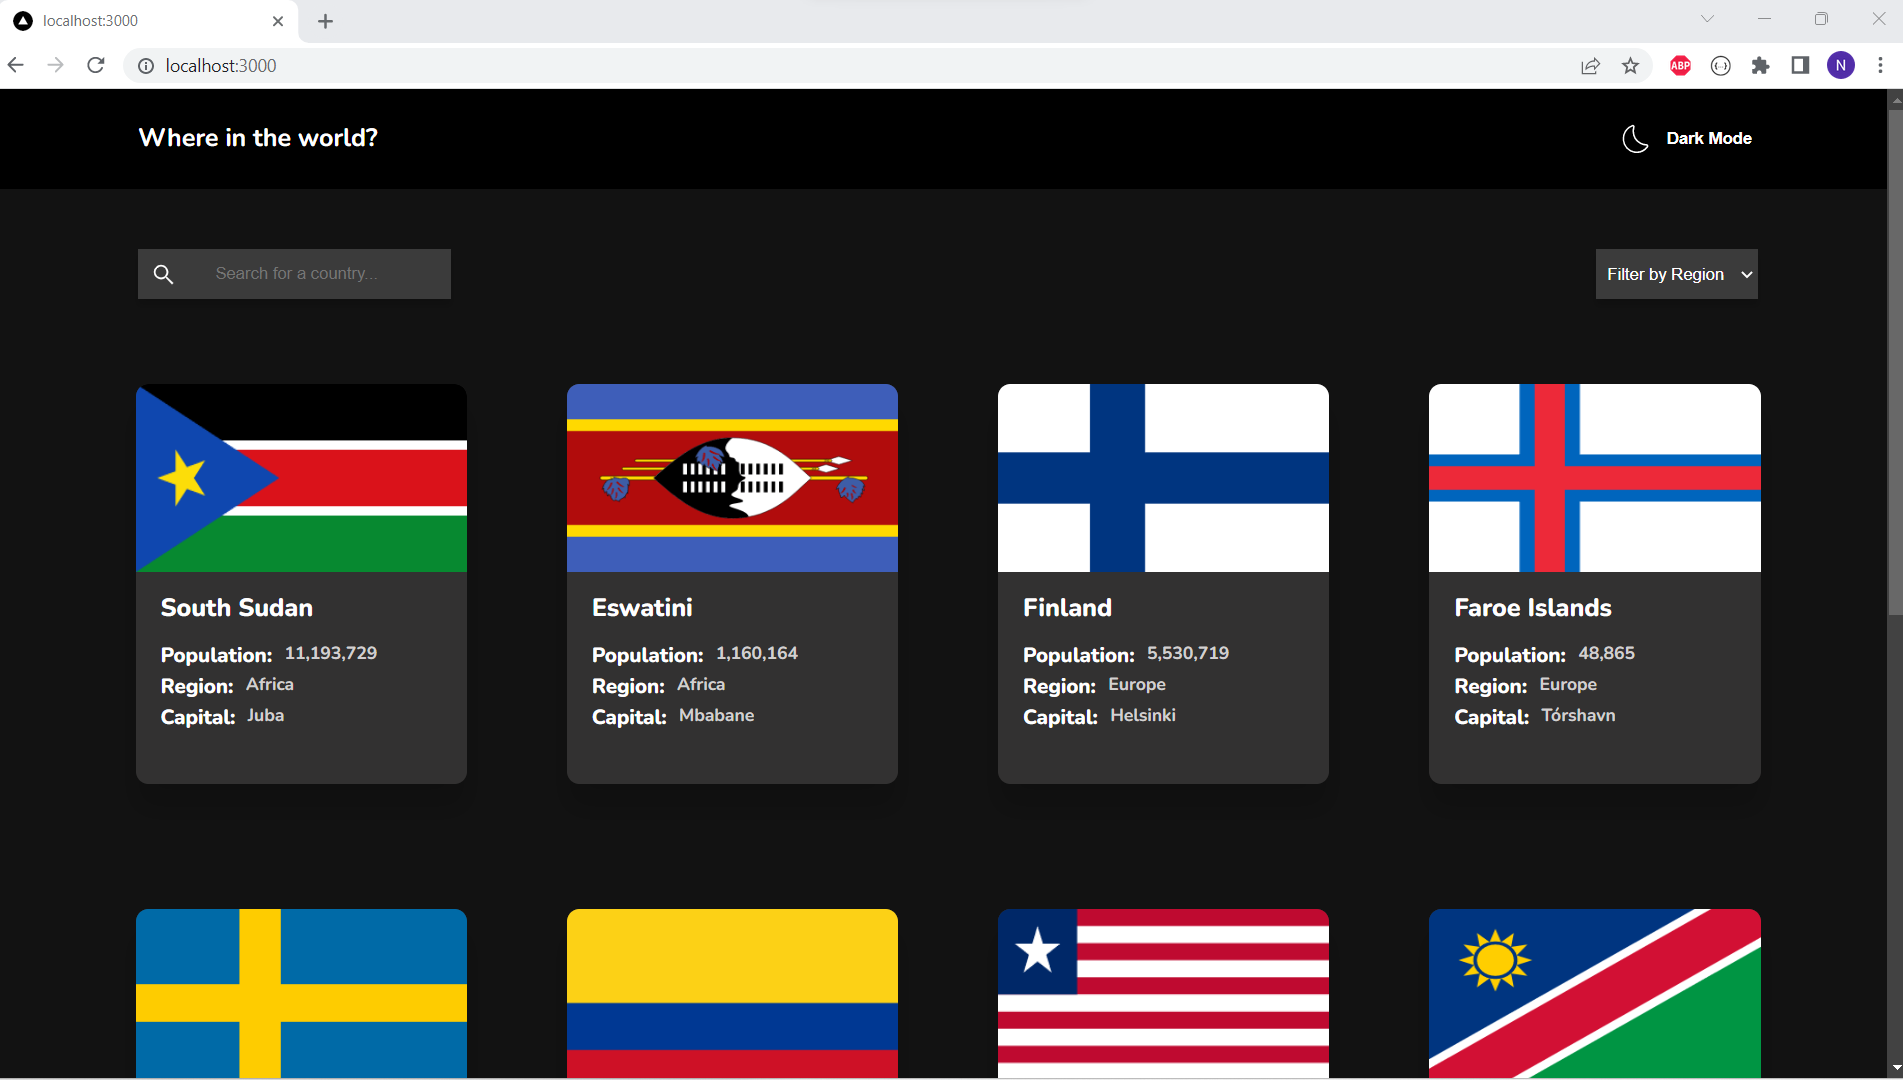 localhost:3000
localhost:3000
ABP
N
Where in the world?
Dark Mode
Search for a country...
Filter by Region
South Sudan
Population: 11,193,729
Region: Africa
Capital: Juba
Eswatini
Population: 1,160,164
Region: Africa
Capital: Mbabane
Finland
Population: 5,530,719
Region: Europe
Capital: Helsinki
Faroe Islands
Population: 48,865
Region: Europe
Capital: Tórshavn